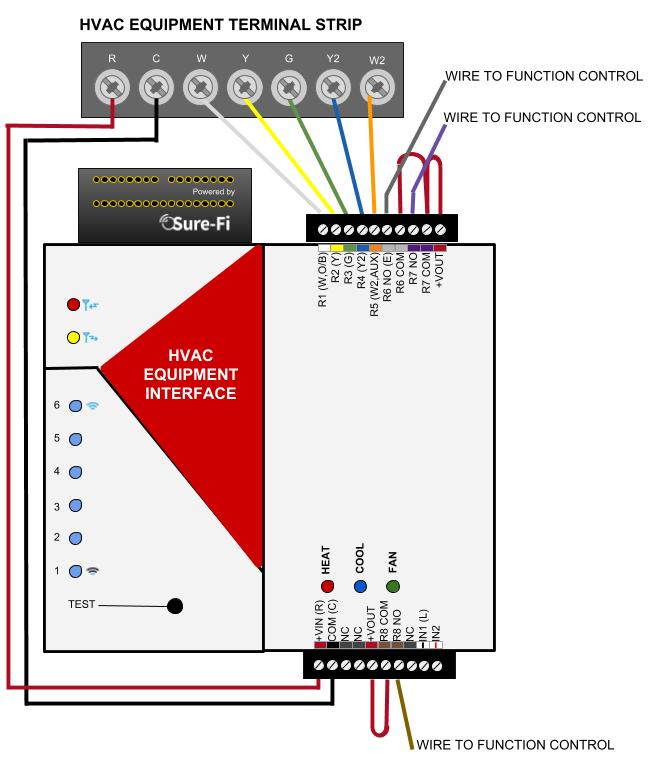 HVAC EQUIPMENT TERMINAL STRIP
R C W Y G Y2 W2
WIRE TO FUNCTION CONTROL
WIRE TO FUNCTION CONTROL
Powered by
Sure-Fi
R1 (W,O/B)
R2 (Y)
R3 (G)
R4 (Y2)
R5 (W2,AUX)
R6 NO (E)
R6 COM
R7 NO
R7 COM
+VOUT
HVAC
EQUIPMENT
INTERFACE
6
5
4
3
2
1
TEST
HEAT
COOL
FAN
+VIN (R)
COM (C)
NC
NC
+VOUT
R8 COM
R8 NO
NC
IN1 (L)
IN2
WIRE TO FUNCTION CONTROL